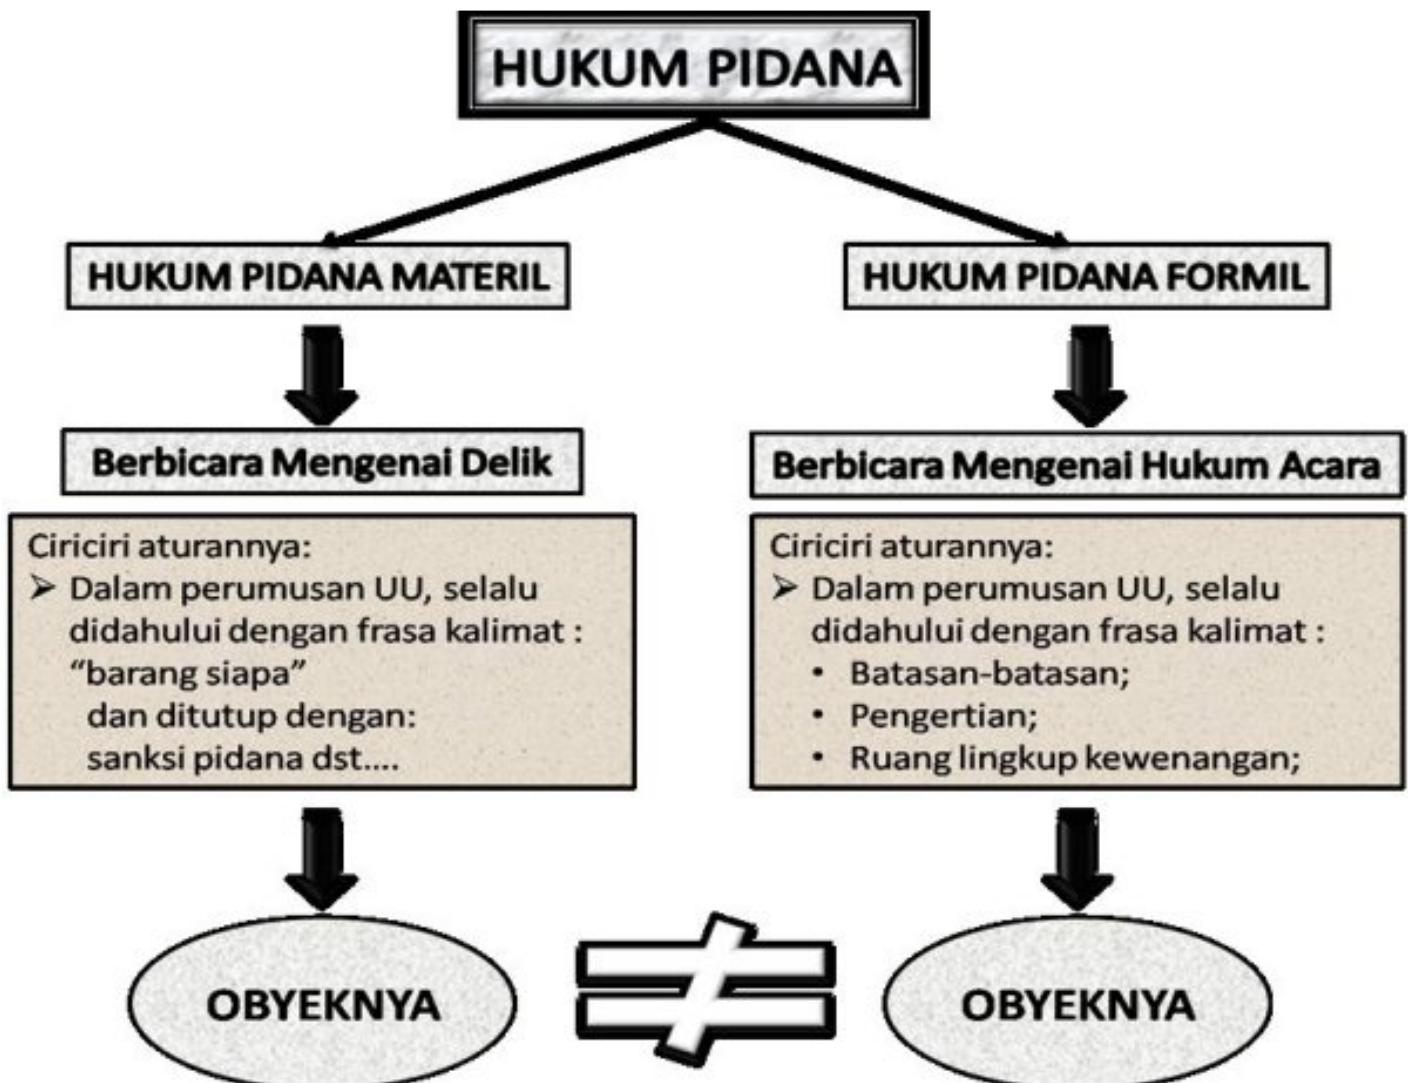 HUKUM PIDANA
HUKUM PIDANA MATERIL
Berbicara Mengenai Delik
Ciriciri aturannya:
➢ Dalam perumusan UU, selalu
didahului dengan frasa kalimat :
“barang siapa”
dan ditutup dengan:
sanksi pidana dst....
OBYEKNYA
HUKUM PIDANA FORMIL
Berbicara Mengenai Hukum Acara
Ciriciri aturannya:
➢ Dalam perumusan UU, selalu
didahului dengan frasa kalimat :
• Batasan-batasan;
• Pengertian;
• Ruang lingkup kewenangan;
OBYEKNYA